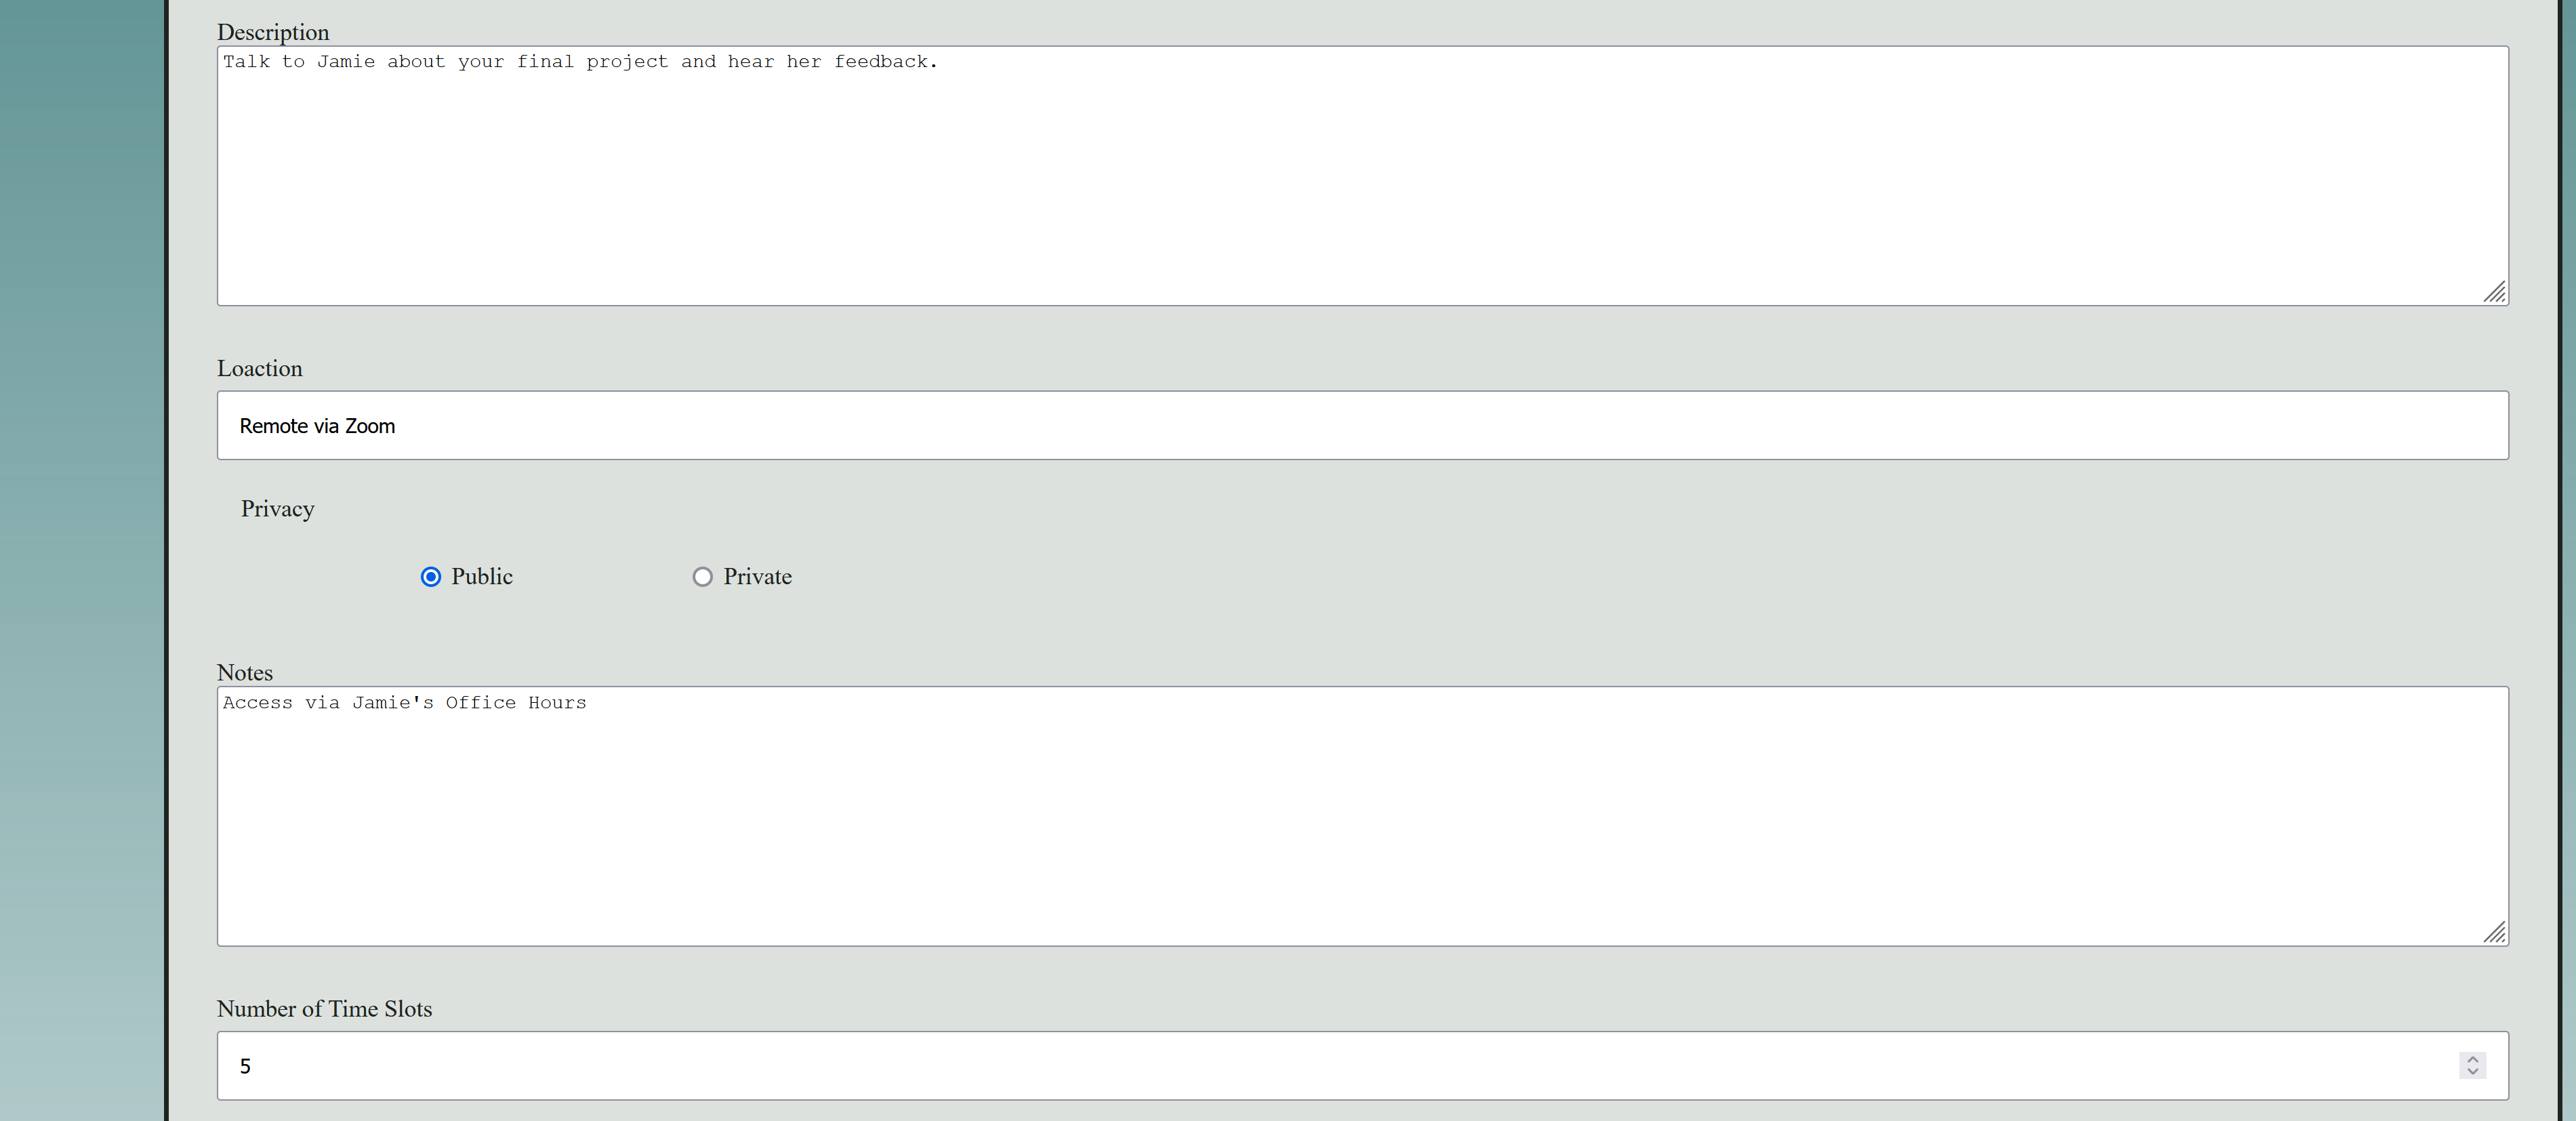 Description
Talk to Jamie about your final project and hear her feedback.
Loaction
Remote via Zoom
Privacy
Public Private
Notes
Access via Jamie's Office Hours
Number of Time Slots
5